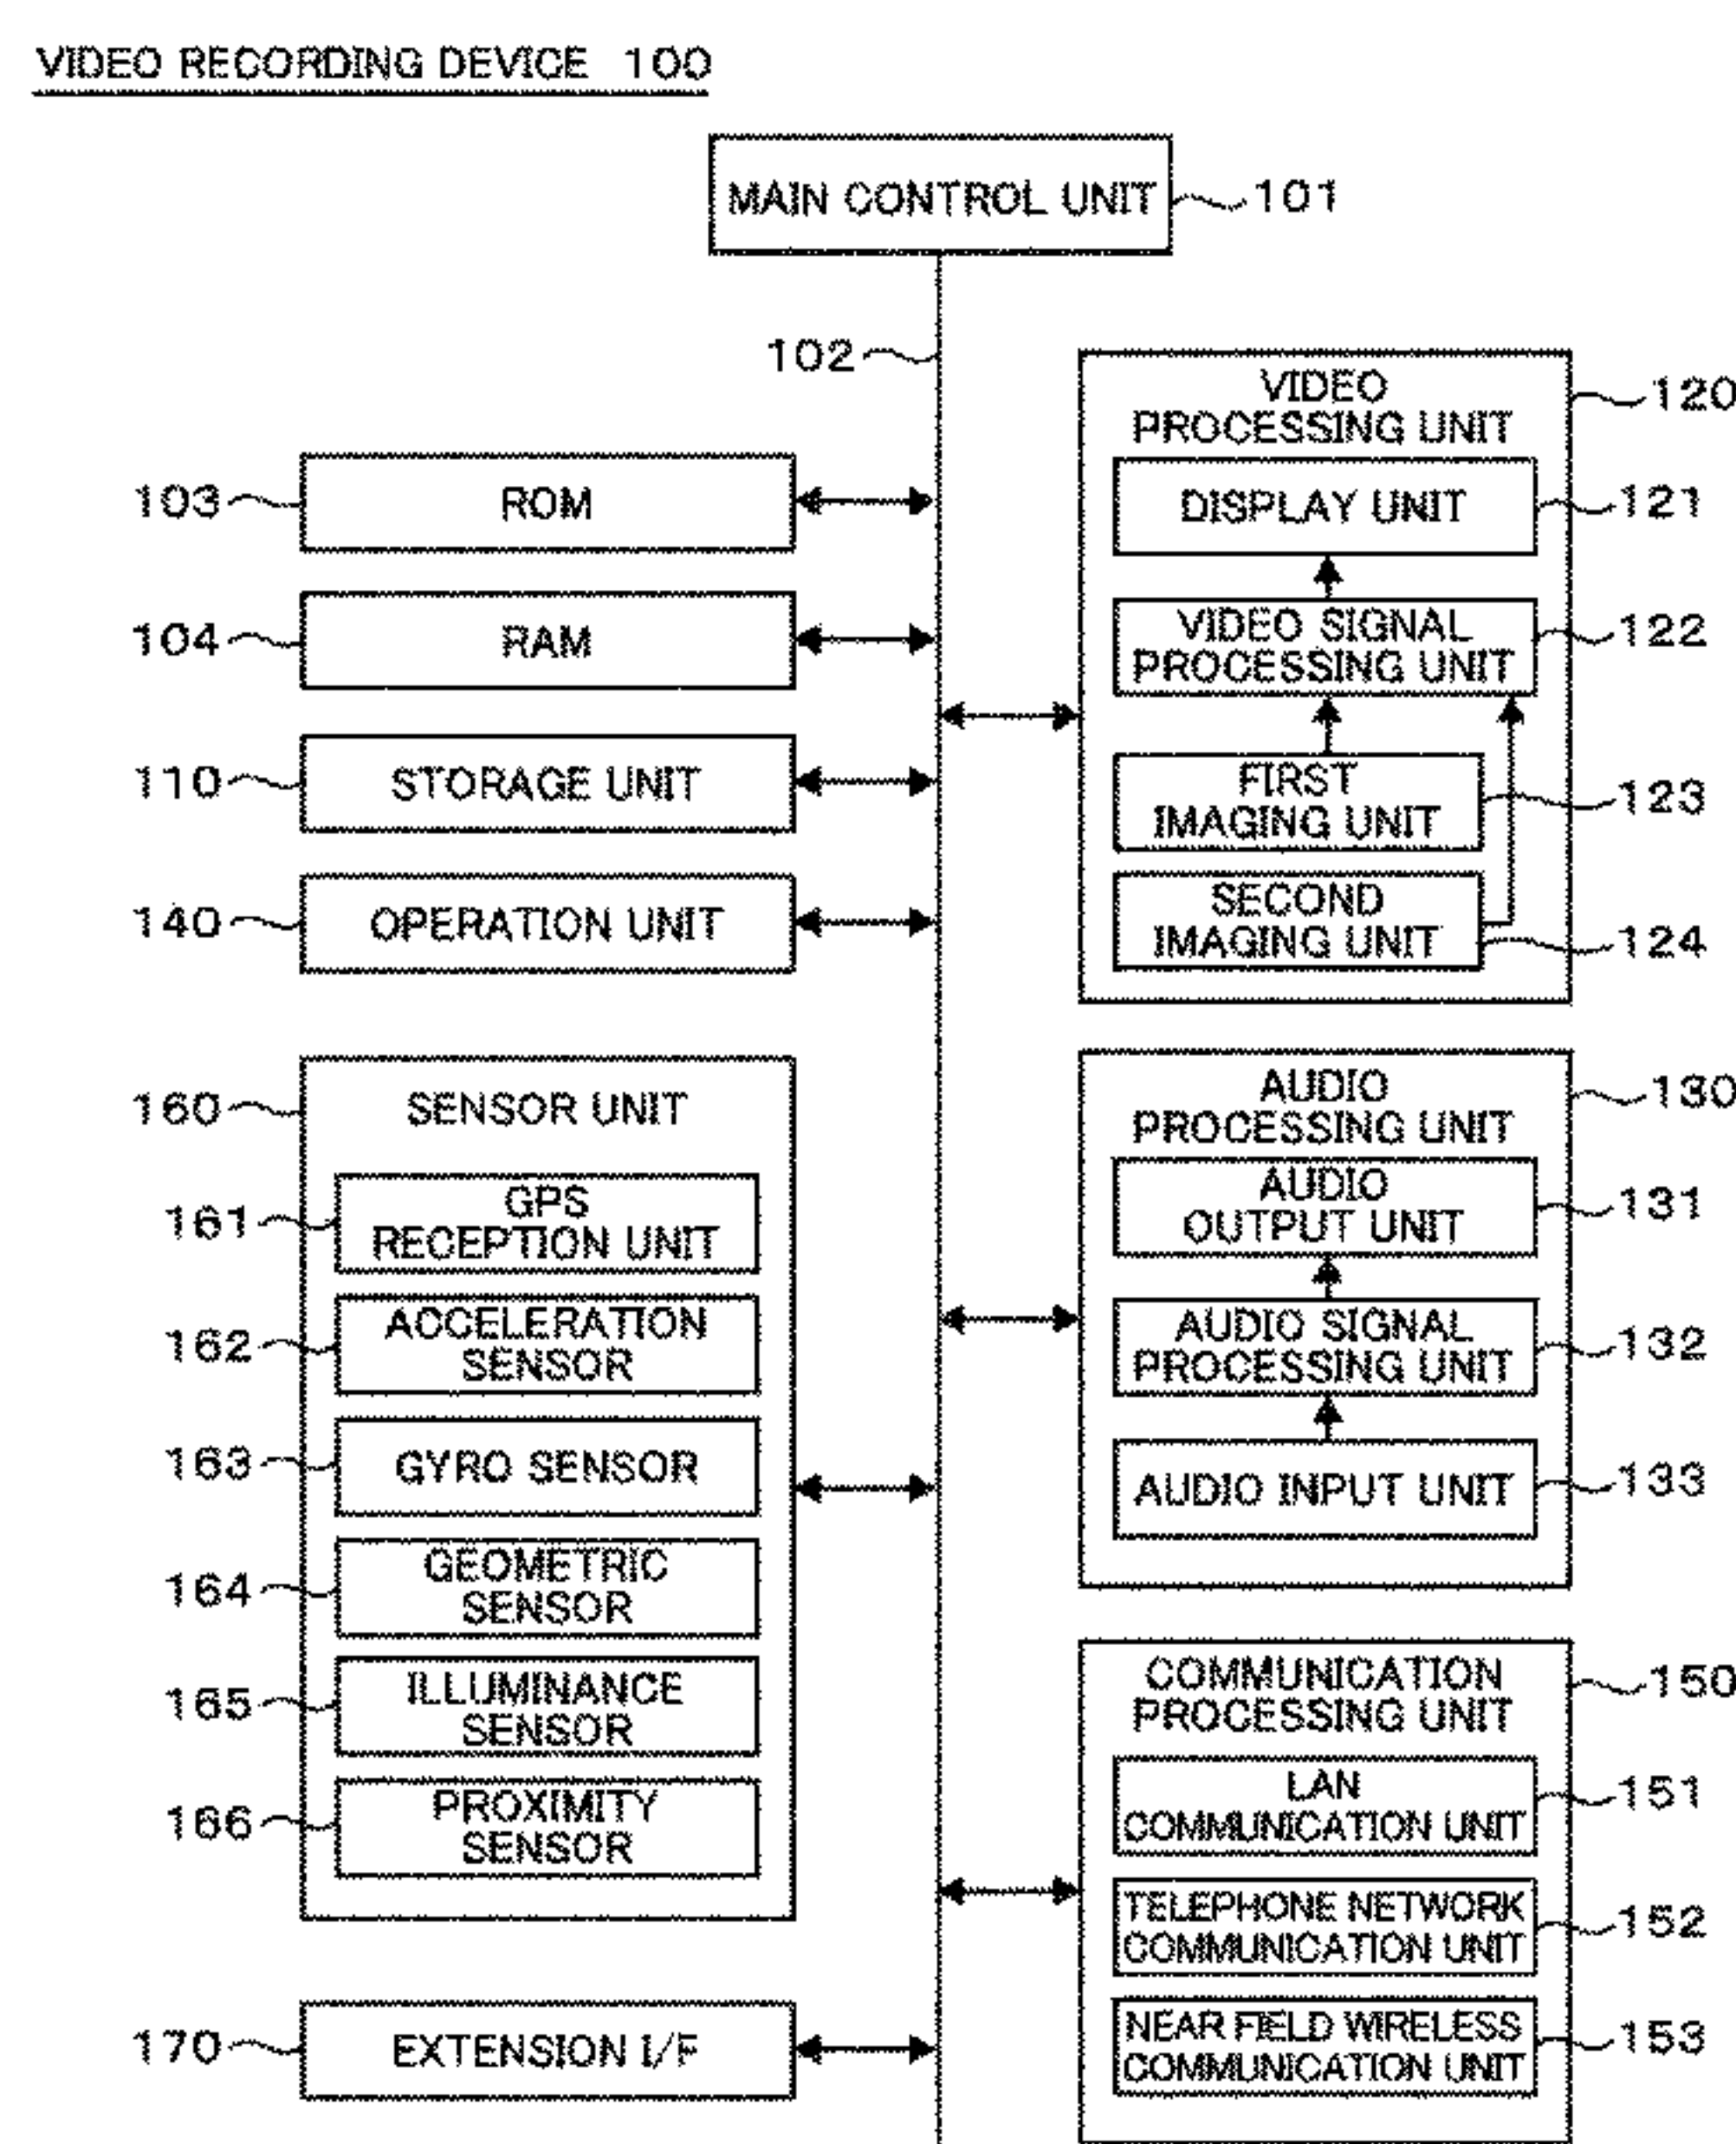 VIDEO RECORDING DEVICE 100
MAIN CONTROL UNIT
101
102
103
ROM
104
RAM
110
STORAGE UNIT
140
OPERATION UNIT
160
SENSOR UNIT
161
GPS
RECEPTION UNIT
162
ACCELERATION
SENSOR
163
GYRO SENSOR
164
GEOMETRIC
SENSOR
165
ILLUMINANCE
SENSOR
166
PROXIMITY
SENSOR
170
EXTENSION I/F
VIDEO
PROCESSING UNIT
120
DISPLAY UNIT
121
VIDEO SIGNAL
PROCESSING UNIT
122
FIRST
IMAGING UNIT
123
SECOND
IMAGING UNIT
124
AUDIO
PROCESSING UNIT
130
AUDIO
OUTPUT UNIT
131
AUDIO SIGNAL
PROCESSING UNIT
132
AUDIO INPUT UNIT
133
COMMUNICATION
PROCESSING UNIT
150
LAN
COMMUNICATION UNIT
151
TELEPHONE NETWORK
COMMUNICATION UNIT
152
NEAR FIELD WIRELESS
COMMUNICATION UNIT
153